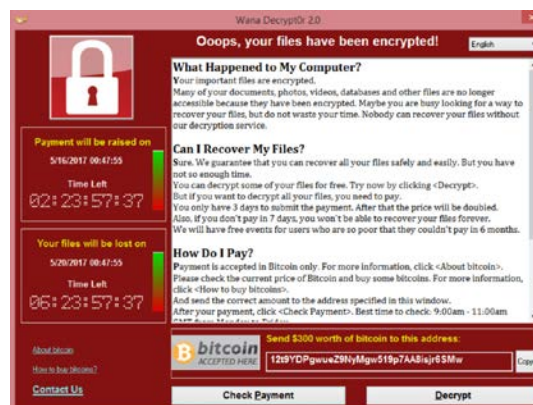 Wana Decrypt0r 2.0
Ooops, your files have been encrypted!
English
What Happened to My Computer?
Your important files are encrypted.
Many of your documents, photos, videos, databases and other files are no longer
accessible because they have been encrypted. Maybe you are busy looking for a way to
recover your files, but do not waste your time. Nobody can recover your files without
our decryption service.
Can I Recover My Files?
Sure. We guarantee that you can recover all your files safely and easily. But you have
not so enough time.
You can decrypt some of your files for free. Try now by clicking <Decrypt>.
But if you want to decrypt all your files, you need to pay.
You only have 3 days to submit the payment. After that the price will be doubled.
Also, if you don't pay in 7 days, you won't be able to recover your files forever.
We will have free events for users who are so poor that they couldn't pay in 6 months.
How Do I Pay?
Payment is accepted in Bitcoin only. For more information, click <About bitcoin>.
Please check the current price of Bitcoin and buy some bitcoins. For more information,
click <How to buy bitcoins>.
And send the correct amount to the address specified in this window.
After your payment, click <Check Payment>. Best time to check: 9:00am - 11:00am
GMT from Monday to Friday.
Payment will be raised on
5/16/2017 00:47:55
Time Left
02:23:57:37
Your files will be lost on
5/20/2017 00:47:55
Time Left
06:23:57:37
About bitcoin
How to buy bitcoins?
Contact Us
bitcoin
ACCEPTED HERE
Send $300 worth of bitcoin to this address:
12t9YDPgwueZ9NyMgw519p7AA8isjr6SMw
Copy
Check Payment
Decrypt